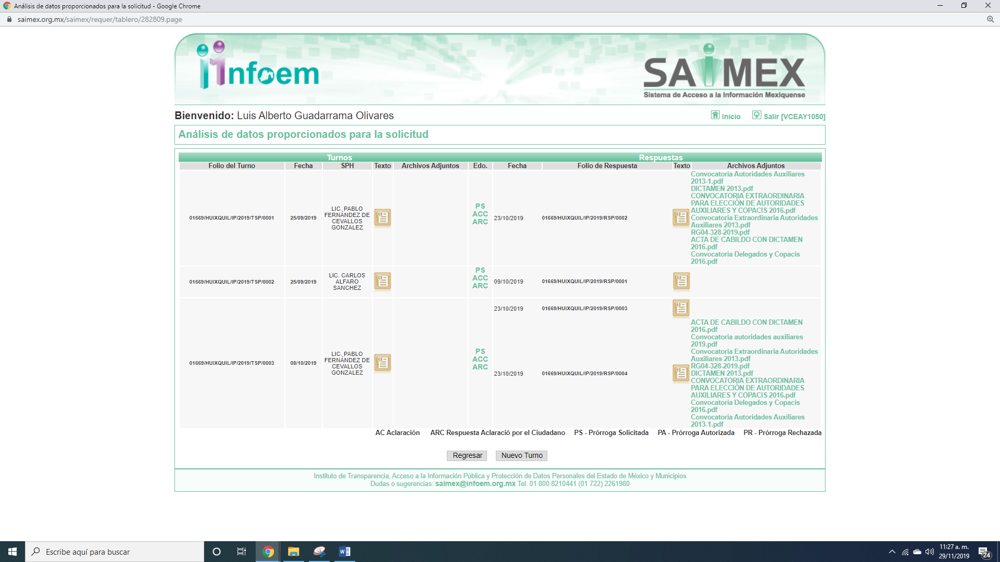 Análisis de datos proporcionados para la solicitud - Google Chrome
saimex.org.mx/saimex/requer/tablero/282809.page
infoem
SAIMEX
Sistema de Acceso a la Información Mexiquense
Bienvenido: Luis Alberto Guadarrama Olivares
Inicio Salir [VCEAY1050]
Análisis de datos proporcionados para la solicitud
Turnos Respuestas
Folio del Turno Fecha SPH Texto Archivos Adjuntos Edo. Fecha Folio de Respuesta Texto Archivos Adjuntos
01669/HUIXQUIL/IP/2019/TSP/0001
25/09/2019
LIC. PABLO
FERNÁNDEZ DE
CEVALLOS
GONZALEZ
PS
ACC
ARC
23/10/2019
01669/HUIXQUIL/IP/2019/RSP/0002
Convocatoria Autoridades Auxiliares
2013-1.pdf
DICTAMEN 2013.pdf
CONVOCATORIA EXTRAORDINARIA
PARA ELECCIÓN DE AUTORIDADES
AUXILIARES Y COPACIS 2016.pdf
Convocatoria Extraordinaria Autoridades
Auxiliares 2013.pdf
RG04-328-2019.pdf
ACTA DE CABILDO CON DICTAMEN
2016.pdf
Convocatoria Delegados y Copacis
2016.pdf
01669/HUIXQUIL/IP/2019/TSP/0002
25/09/2019
LIC. CARLOS
ALFARO
SANCHEZ
PS
ACC
ARC
09/10/2019
01669/HUIXQUIL/IP/2019/RSP/0001
01669/HUIXQUIL/IP/2019/TSP/0003
08/10/2019
LIC. PABLO
FERNÁNDEZ DE
CEVALLOS
GONZALEZ
PS
ACC
ARC
23/10/2019
01669/HUIXQUIL/IP/2019/RSP/0003
23/10/2019
01669/HUIXQUIL/IP/2019/RSP/0004
ACTA DE CABILDO CON DICTAMEN
2016.pdf
Convocatoria autoridades auxiliares
2019.pdf
Convocatoria Extraordinaria Autoridades
Auxiliares 2013.pdf
RG04-328-2019.pdf
DICTAMEN 2013.pdf
CONVOCATORIA EXTRAORDINARIA
PARA ELECCIÓN DE AUTORIDADES
AUXILIARES Y COPACIS 2016.pdf
Convocatoria Delegados y Copacis
2016.pdf
Convocatoria Autoridades Auxiliares
2013-1.pdf
AC Aclaración ARC Respuesta Aclaració por el Ciudadano PS - Prórroga Solicitada PA - Prórroga Autorizada PR - Prórroga Rechazada
Regresar Nuevo Turno
Instituto de Transparencia, Acceso a la Información Pública y Protección de Datos Personales del Estado de México y Municipios
Dudas o sugerencias: saimex@infoem.org.mx Tel. 01 800 8210441 (01 722) 2261980
Escribe aquí para buscar
11:27 a. m.
29/11/2019
24